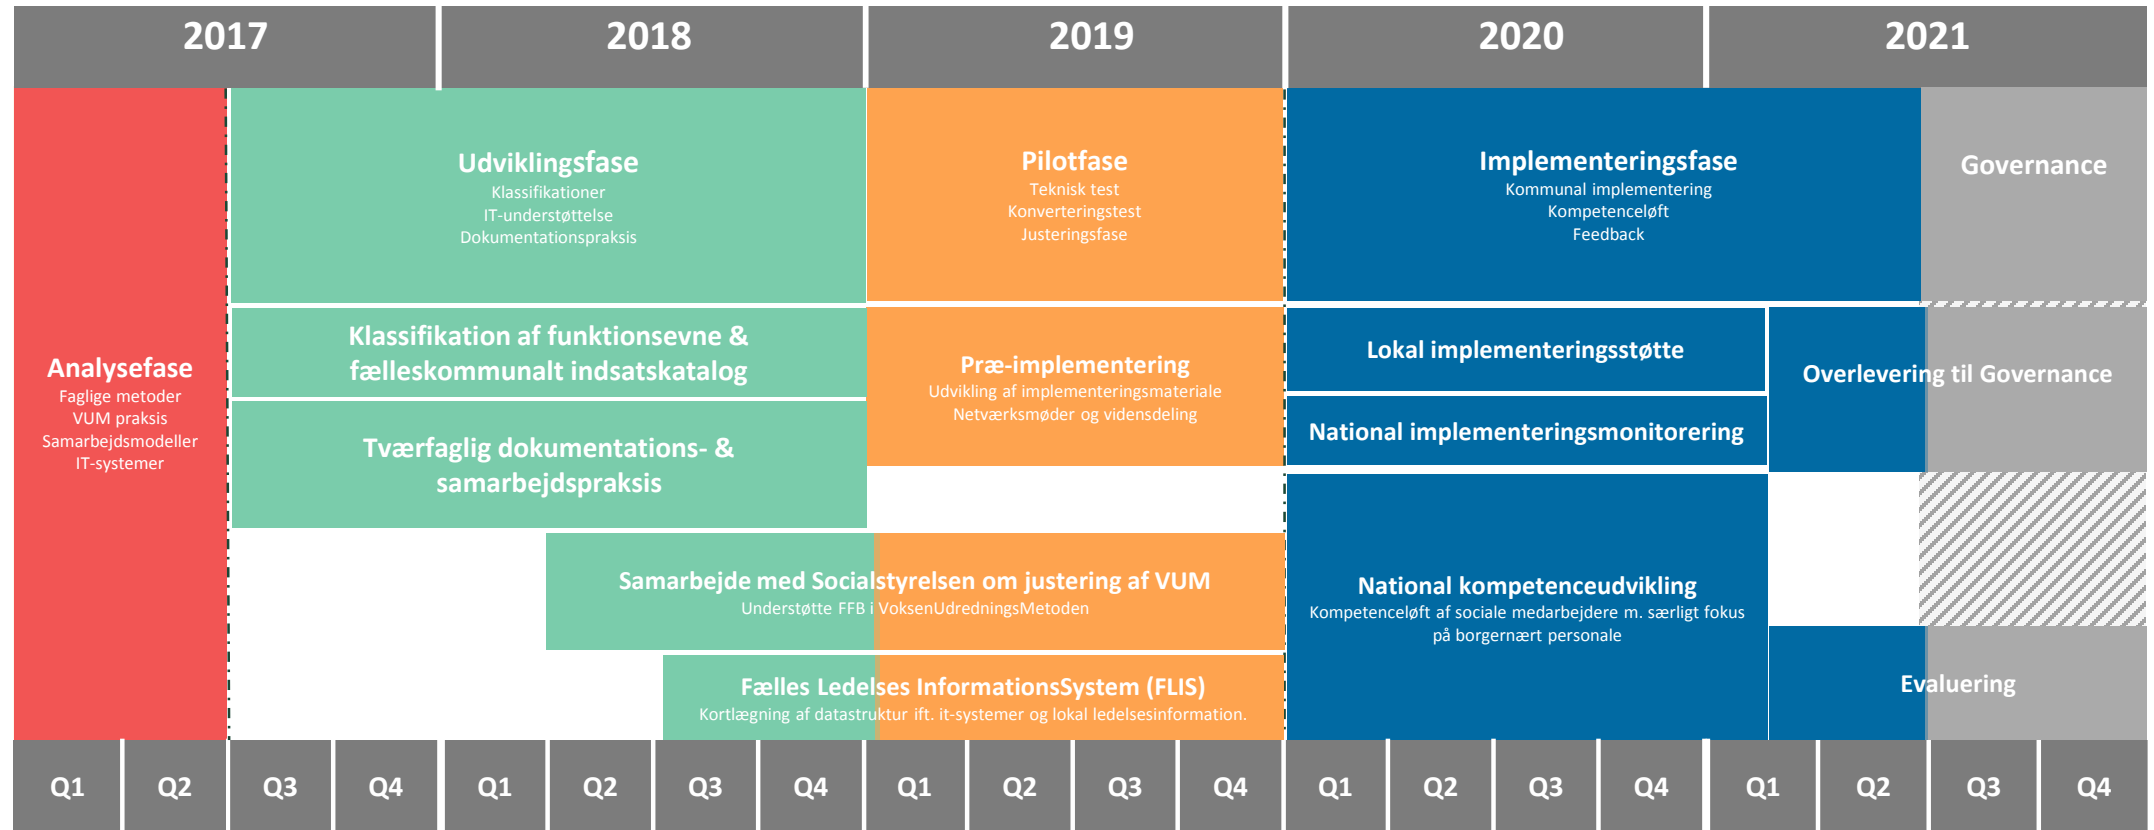 2017
2018
2019
2020
2021
Analysefase
Faglige metoder
VUM praksis
Samarbejdsmodeller
IT-systemer
Udviklingsfase
Klassifikationer
IT-understøttelse
Dokumentationspraksis
Pilotfase
Teknisk test
Konverteringstest
Justeringsfase
Implementeringsfase
Kommunal implementering
Kompetenceløft
Feedback
Governance
Klassifikation af funktionsevne &
fælleskommunalt indsatskatalog
Præ-implementering
Udvikling af implementeringsmateriale
Netværksmøder og vidensdeling
Lokal implementeringsstøtte
Overlevering til Governance
Tværfaglig dokumentations- &
samarbejdspraksis
National implementeringsmonitorering
Samarbejde med Socialstyrelsen om justering af VUM
Understøtte FFB i VoksenUdredningsMetoden
National kompetenceudvikling
Kompetenceløft af sociale medarbejdere m. særligt fokus
på borgernært personale
Fælles Ledelses InformationsSystem (FLIS)
Kortlægning af datastruktur ift. it-systemer og lokal ledelsesinformation.
Evaluering
Q1
Q2
Q3
Q4
Q1
Q2
Q3
Q4
Q1
Q2
Q3
Q4
Q1
Q2
Q3
Q4
Q1
Q2
Q3
Q4